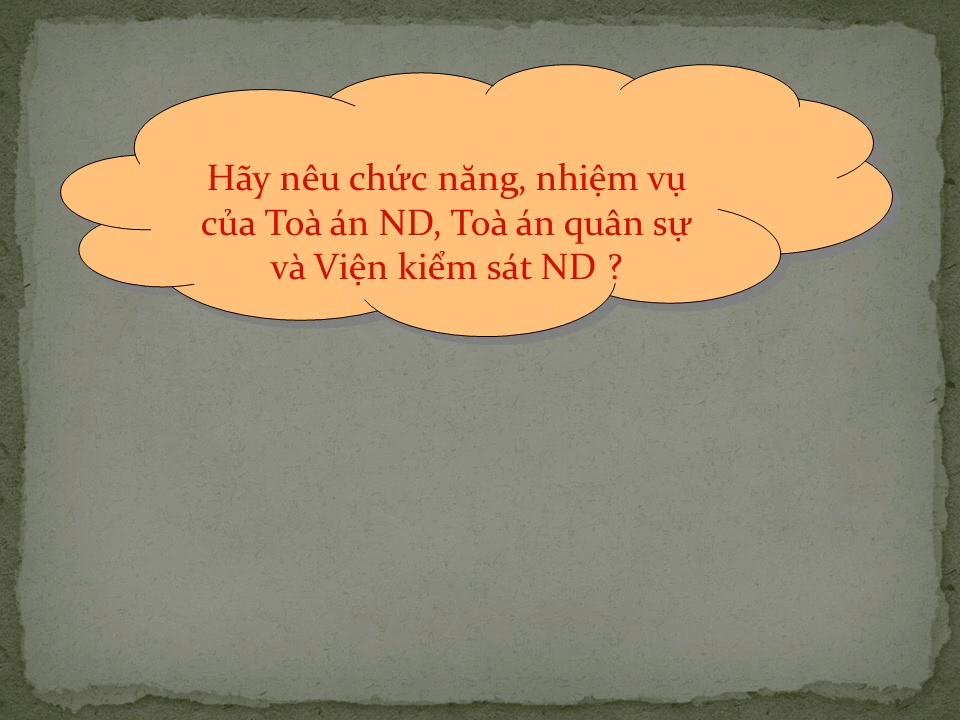 Hãy nêu chức năng, nhiệm vụ
của Toà án ND, Toà án quân sự
và Viện kiểm sát ND ?